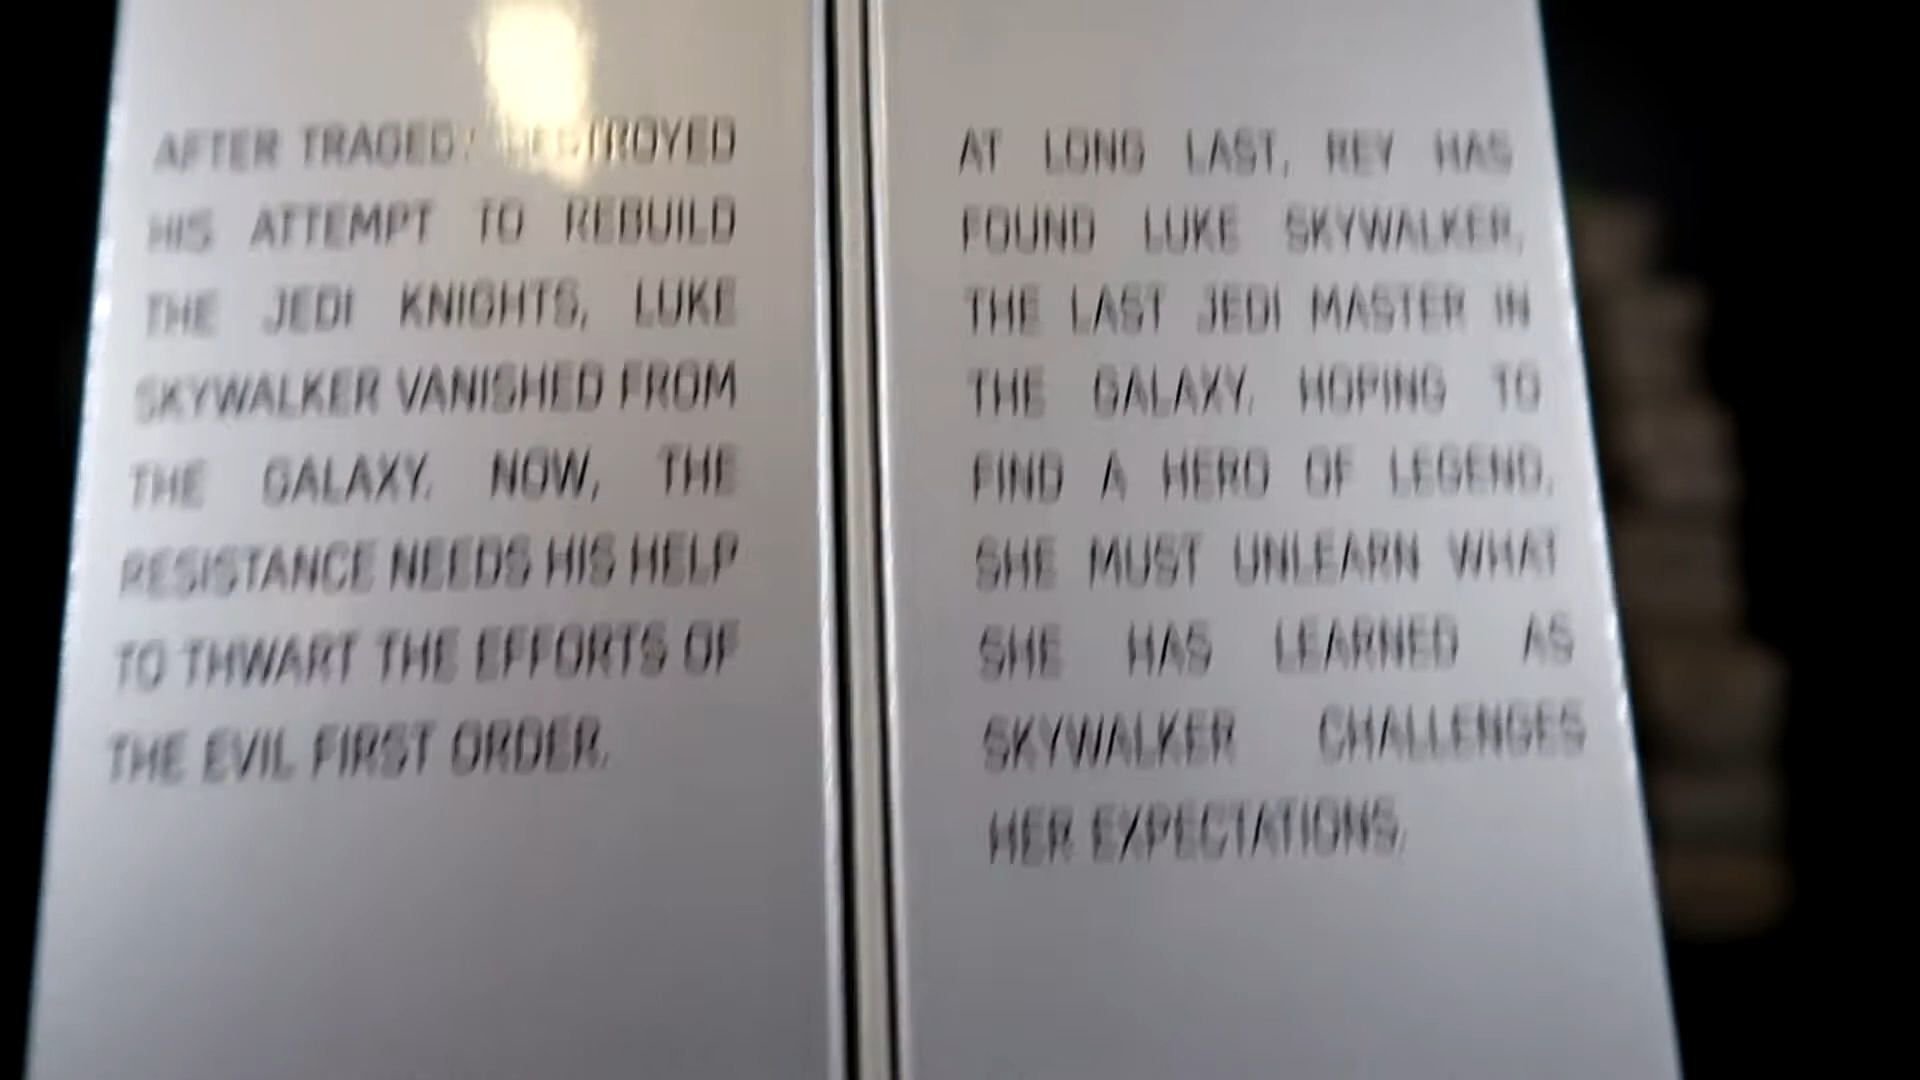 AFTER TRAGEDY DESTROYED
HIS ATTEMPT TO REBUILD
THE JEDI KNIGHTS, LUKE
SKYWALKER VANISHED FROM
THE GALAXY. NOW, THE
RESISTANCE NEEDS HIS HELP
TO THWART THE EFFORTS OF
THE EVIL FIRST ORDER.
AT LONG LAST, REY HAS
FOUND LUKE SKYWALKER,
THE LAST JEDI MASTER IN
THE GALAXY. HOPING TO
FIND A HERO OF LEGEND,
SHE MUST UNLEARN WHAT
SHE HAS LEARNED AS
SKYWALKER CHALLENGES
HER EXPECTATIONS.